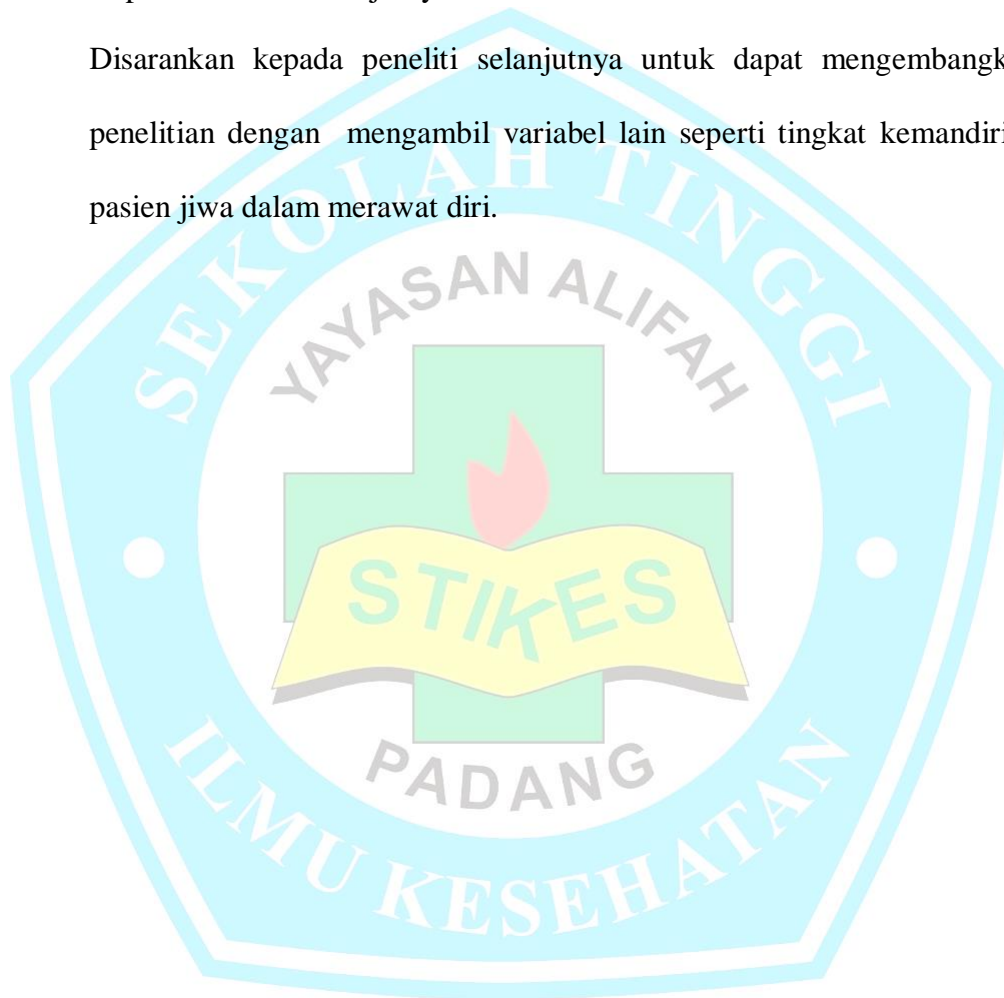 Disarankan kepada peneliti selanjutnya untuk dapat mengembangk
penelitian dengan mengambil variabel lain seperti tingkat kemandiri
pasien jiwa dalam merawat diri.
SEKOLAH TINGGI
YAYASAN ALIFAH
STIKES
PADANG
ILMU KESEHATAN